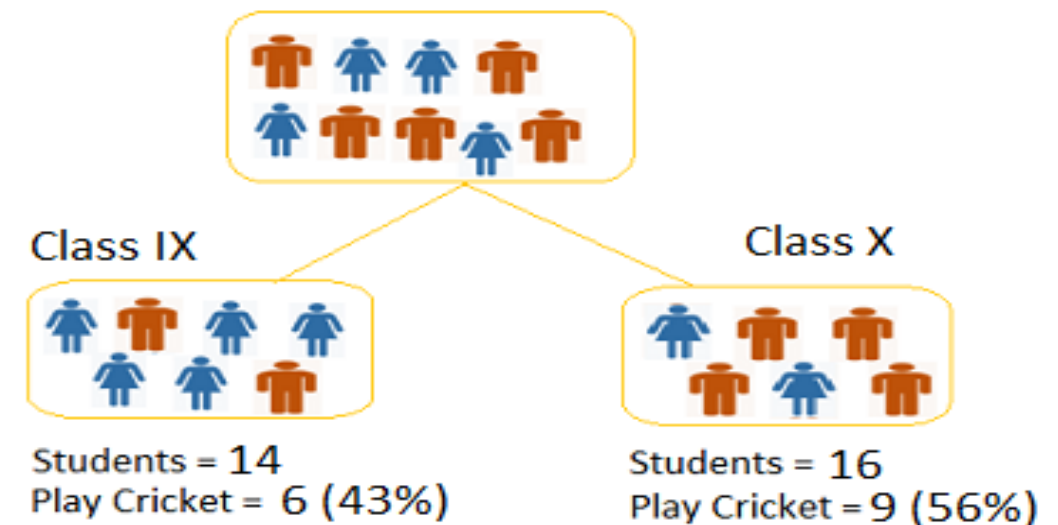 Class IX
Class X
Students = 14
Play Cricket = 6 (43%)
Students = 16
Play Cricket = 9 (56%)